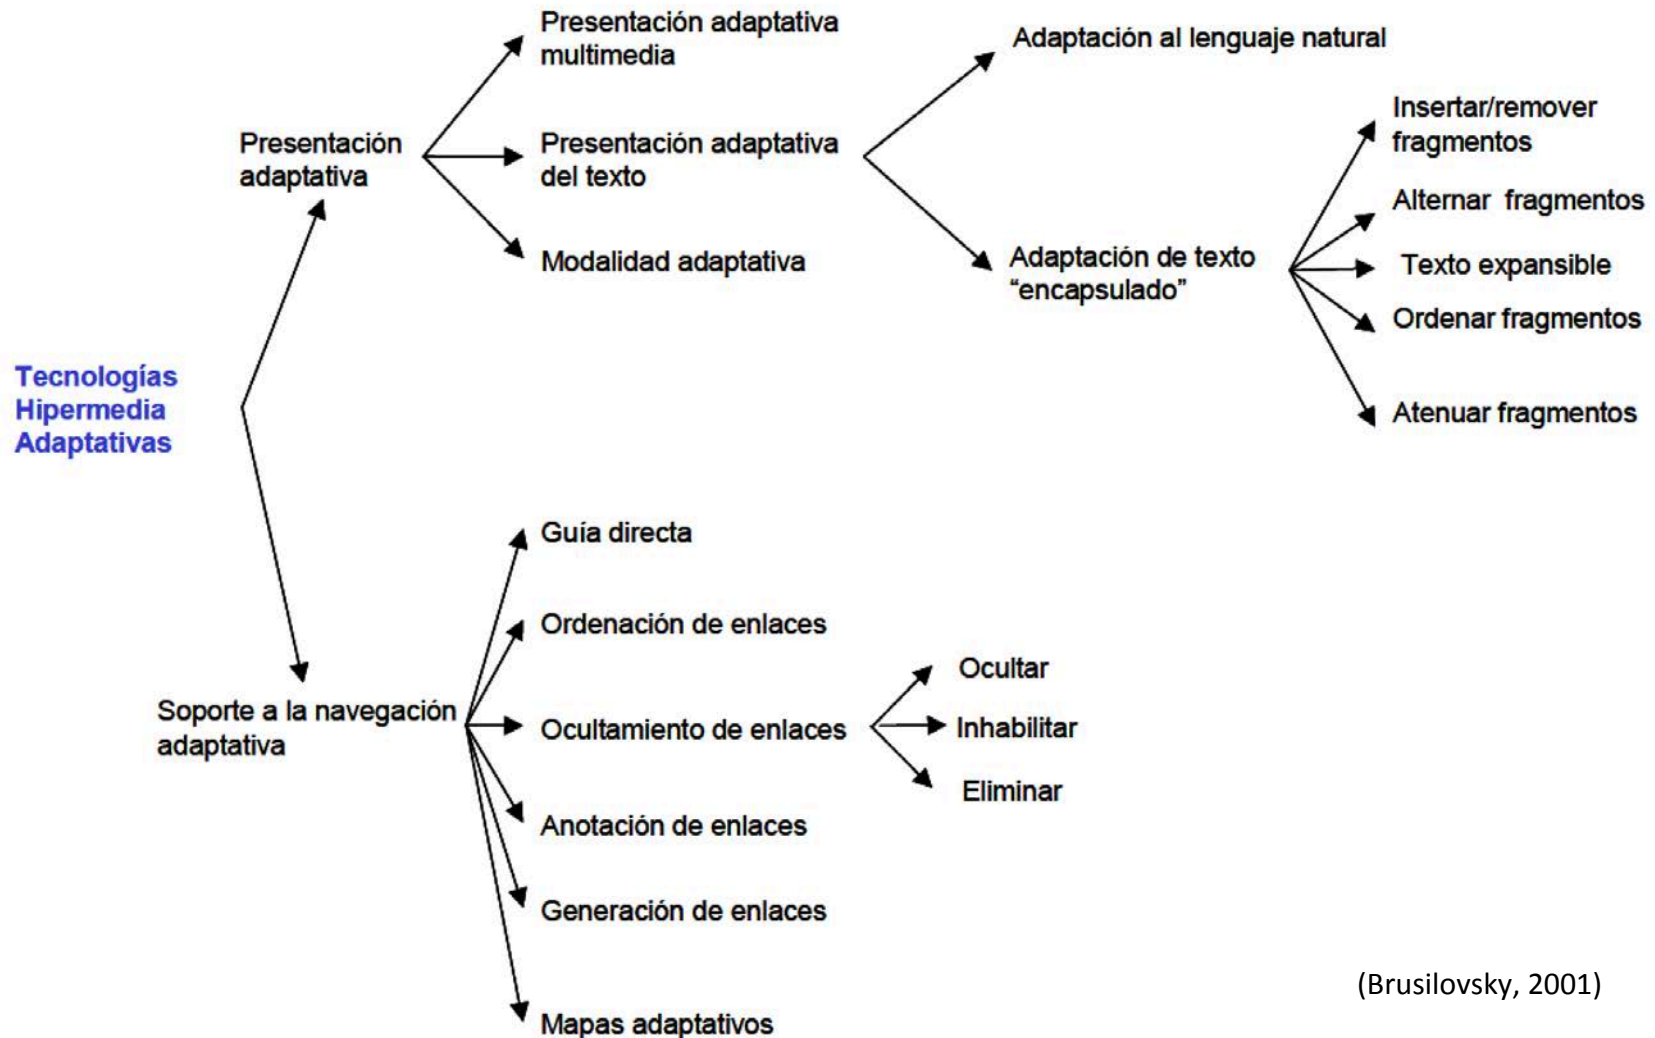 Tecnologías
Hipermedia
Adaptativas
Presentación
adaptativa
Presentación adaptativa
multimedia
Presentación adaptativa
del texto
Modalidad adaptativa
Adaptación al lenguaje natural
Adaptación de texto
“encapsulado”
Insertar/remover
fragmentos
Alternar fragmentos
Texto expansible
Ordenar fragmentos
Atenuar fragmentos
Soporte a la navegación
adaptativa
Guía directa
Ordenación de enlaces
Ocultamiento de enlaces
Ocultar
Inhabilitar
Eliminar
Anotación de enlaces
Generación de enlaces
Mapas adaptativos
(Brusilovsky, 2001)